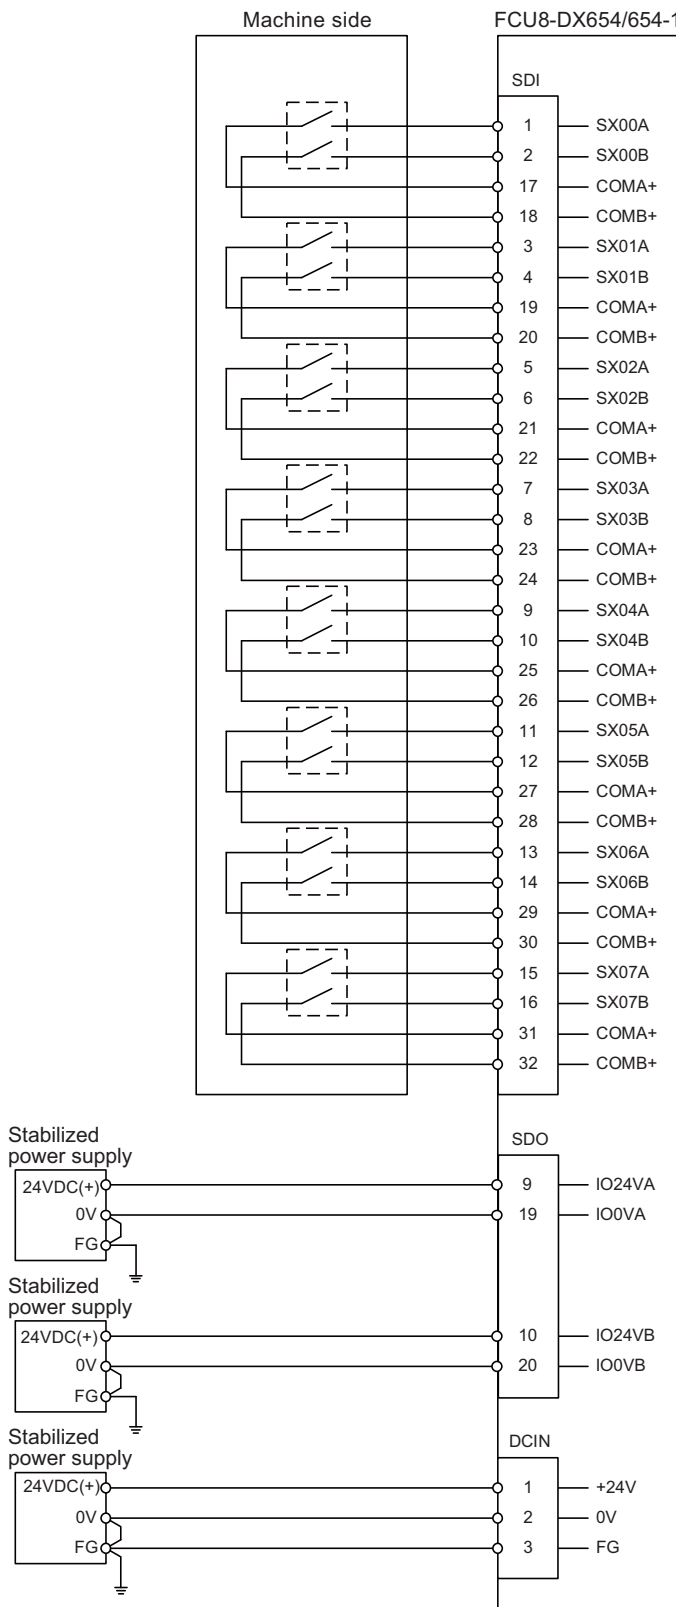 Machine side
FCU8-DX654/654-1
SDI
1 SX00A
2 SX00B
17 COMA+
18 COMB+
3 SX01A
4 SX01B
19 COMA+
20 COMB+
5 SX02A
6 SX02B
21 COMA+
22 COMB+
7 SX03A
8 SX03B
23 COMA+
24 COMB+
9 SX04A
10 SX04B
25 COMA+
26 COMB+
11 SX05A
12 SX05B
27 COMA+
28 COMB+
13 SX06A
14 SX06B
29 COMA+
30 COMB+
15 SX07A
16 SX07B
31 COMA+
32 COMB+
Stabilized
power supply
SDO
24VDC(+) 9 IO24VA
0V 19 IO0VA
FG
Stabilized
power supply
24VDC(+) 10 IO24VB
0V 20 IO0VB
FG
Stabilized
power supply
DCIN
24VDC(+) 1 +24V
0V 2 0V
FG 3 FG